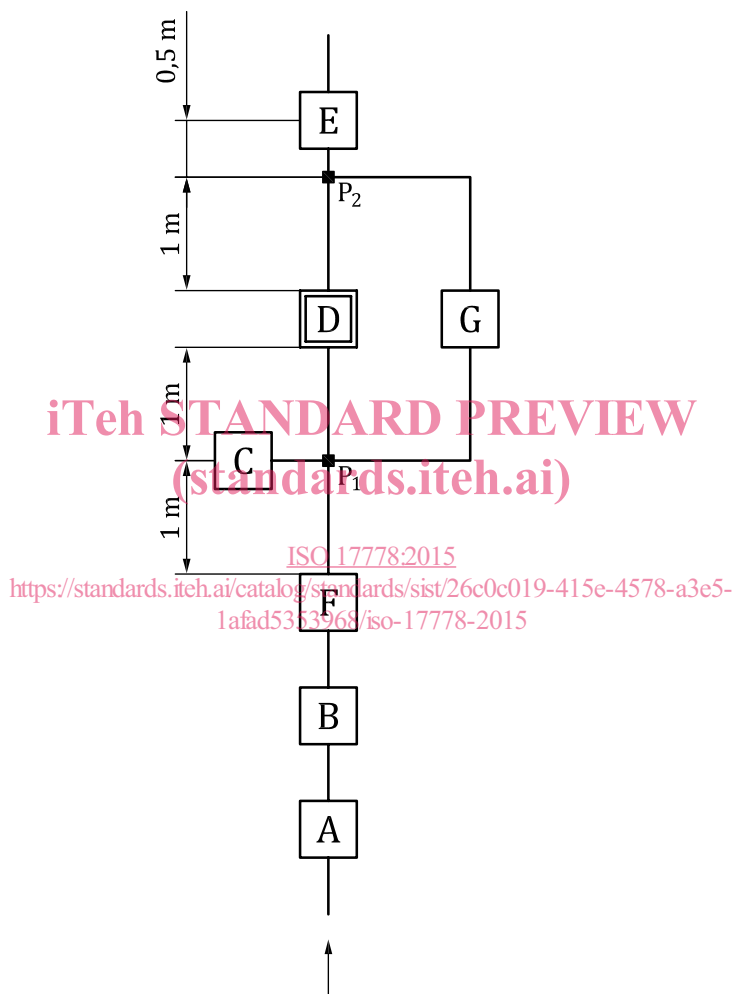 0,5 m
E
P2
1 m
D
G
1m
iTeh STANDARD PREVIEW
C
P1
(standards.iteh.ai)
1 m
ISO 17778:2015
F
https://standards.iteh.ai/catalog/standards/sist/26c0c019-415e-4578-a3e5-
1afad5353968/iso-17778-2015
B
A